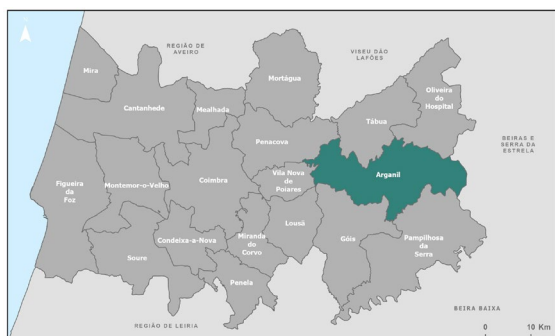 REGIÃO DE
AVEIRO
VISEU DÃO
LAFÕES
Mira
Mortágua
Oliveira
do
Hospital
Cantanhede
Mealhada
Tábua
Penacova
BEIRAS E
SERRA DA
ESTRELA
Figueira
da
Foz
Montemor-o-Velho
Coimbra
Vila Nova
de
Poiares
Arganil
Lousã
Miranda
do
Corvo
Condeixa-a-Nova
Soure
Góis
Pampilhosa
da
Serra
Penela
BEIRA BAIXA
REGIÃO DE LEIRIA
0 10 Km